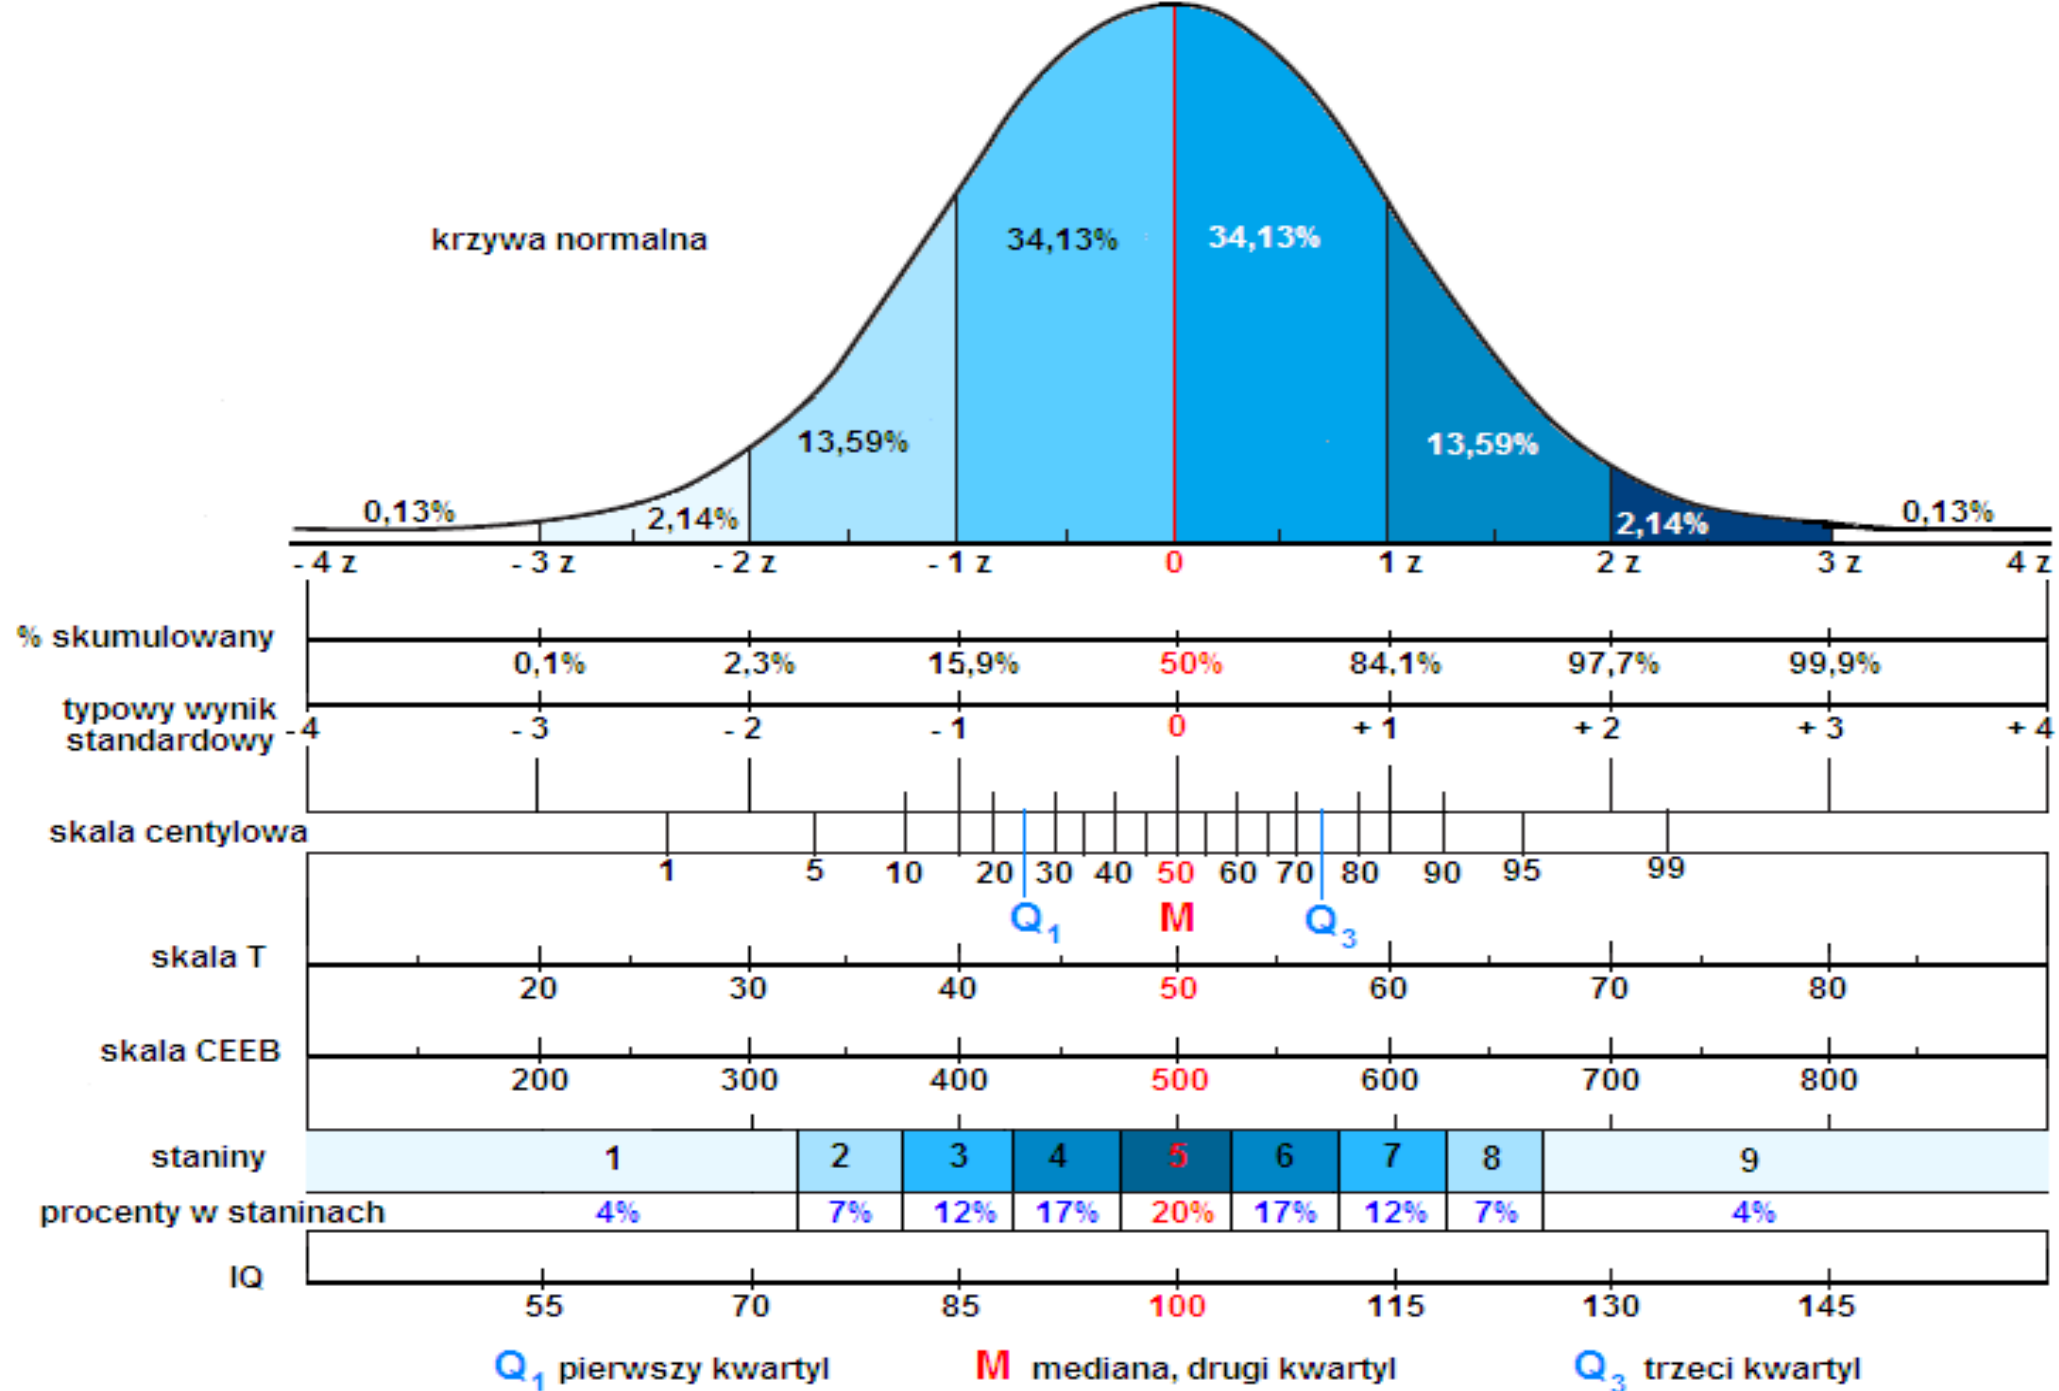 krzywa normalna
34,13% 34,13%
13,59% 13,59%
0,13% 2,14% 2,14% 0,13%
- 4 z - 3 z - 2 z - 1 z 0 1 z 2 z 3 z 4 z
% skumulowany
0,1% 2,3% 15,9% 50% 84,1% 97,7% 99,9%
typowy wynik
standardowy
- 4 - 3 - 2 - 1 0 + 1 + 2 + 3 + 4
skala centylowa
1 5 10 20 30 40 50 60 70 80 90 95 99
Q1 M Q3
skala T
20 30 40 50 60 70 80
skala CEEB
200 300 400 500 600 700 800
staniny 1 2 3 4 5 6 7 8 9
procenty w staninach 4% 7% 12% 17% 20% 17% 12% 7% 4%
IQ
55 70 85 100 115 130 145
Q1 pierwszy kwartyl M mediana, drugi kwartyl Q3 trzeci kwartyl